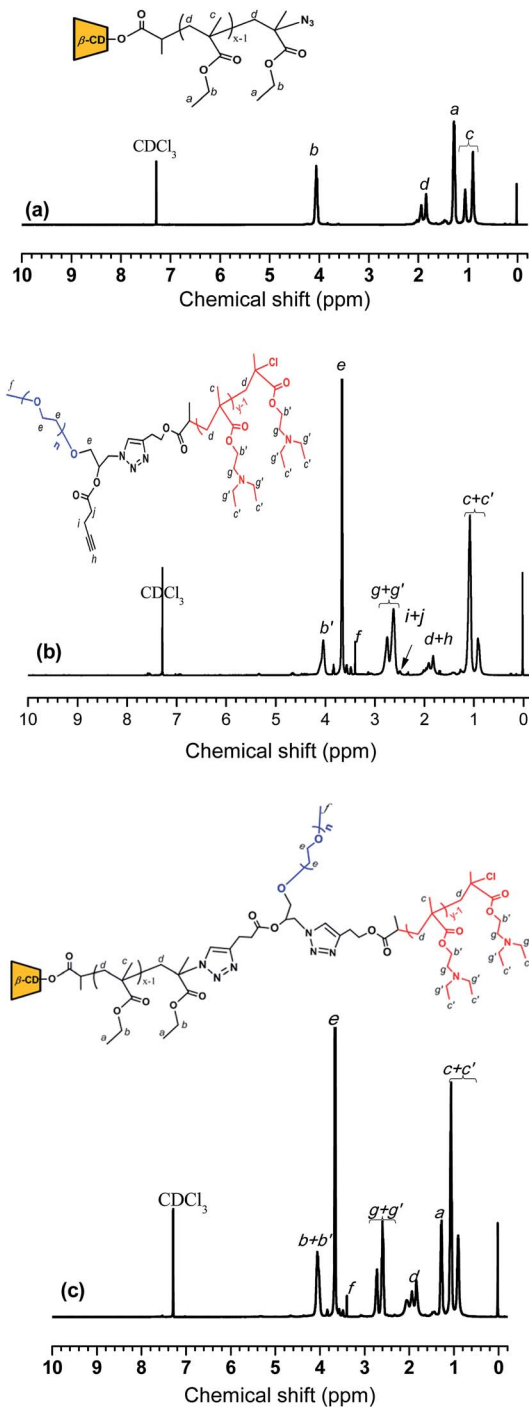 O d c d
β-CD O ( ) x-1 N₃
O O O O
b b
a a
CDCl₃
b
d
a
c
(a)
10 9 8 7 6 5 4 3 2 1 0
Chemical shift (ppm)
f O e e n O e
O N N=N O O
d c d y-1 Cl
O O O O
b' b'
g g
N N
g' g' g' g'
c' c' c' c'
O O j i h
e
CDCl₃
b'
f
g+g'
i+j
d+h
c+c'
(b)
10 9 8 7 6 5 4 3 2 1 0
Chemical shift (ppm)
f
O n
e e
O
β-CD O O d c d x-1 N N=N O O N N=N O O d c d y-1 Cl
O O O O O O O O
b b b' b'
a a g g
N N
g' g' g' g'
c' c' c' c
e
CDCl₃
b+b'
f
g+g'
d
a
c+c'
(c)
10 9 8 7 6 5 4 3 2 1 0
Chemical shift (ppm)